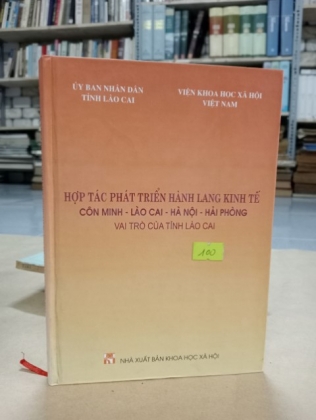 ỦY BAN NHÂN DÂN
TỈNH LÀO CAI
VIỆN KHOA HỌC XÃ HỘI
VIỆT NAM
HỢP TÁC PHÁT TRIỂN HÀNH LANG KINH TẾ
CÔN MINH - LÀO CAI - HÀ NỘI - HẢI PHÒNG
VAI TRÒ CỦA TỈNH LÀO CAI
100
NHÀ XUẤT BẢN KHOA HỌC XÃ HỘI